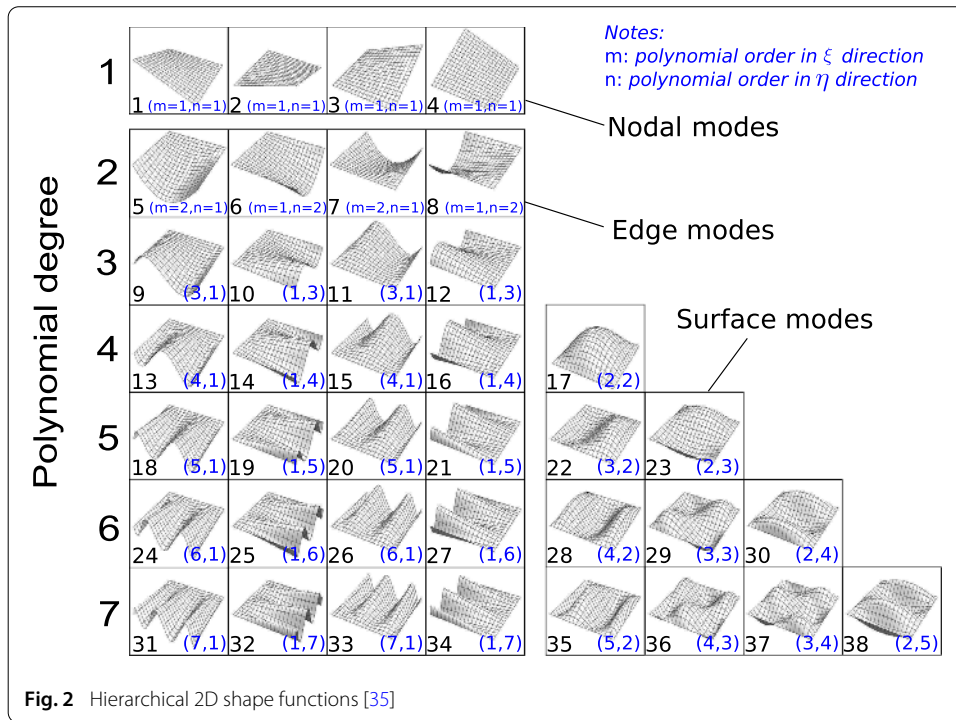 Notes:
m: polynomial order in ξ direction
n: polynomial order in η direction
Polynomial degree
1
1 (m=1,n=1) 2 (m=1,n=1) 3 (m=1,n=1) 4 (m=1,n=1)
Nodal modes
2
5 (m=2,n=1) 6 (m=1,n=2) 7 (m=2,n=1) 8 (m=1,n=2)
Edge modes
3
9 (3,1) 10 (1,3) 11 (3,1) 12 (1,3)
Surface modes
4
13 (4,1) 14 (1,4) 15 (4,1) 16 (1,4) 17 (2,2)
5
18 (5,1) 19 (1,5) 20 (5,1) 21 (1,5) 22 (3,2) 23 (2,3)
6
24 (6,1) 25 (1,6) 26 (6,1) 27 (1,6) 28 (4,2) 29 (3,3) 30 (2,4)
7
31 (7,1) 32 (1,7) 33 (7,1) 34 (1,7) 35 (5,2) 36 (4,3) 37 (3,4) 38 (2,5)
Fig. 2 Hierarchical 2D shape functions [35]